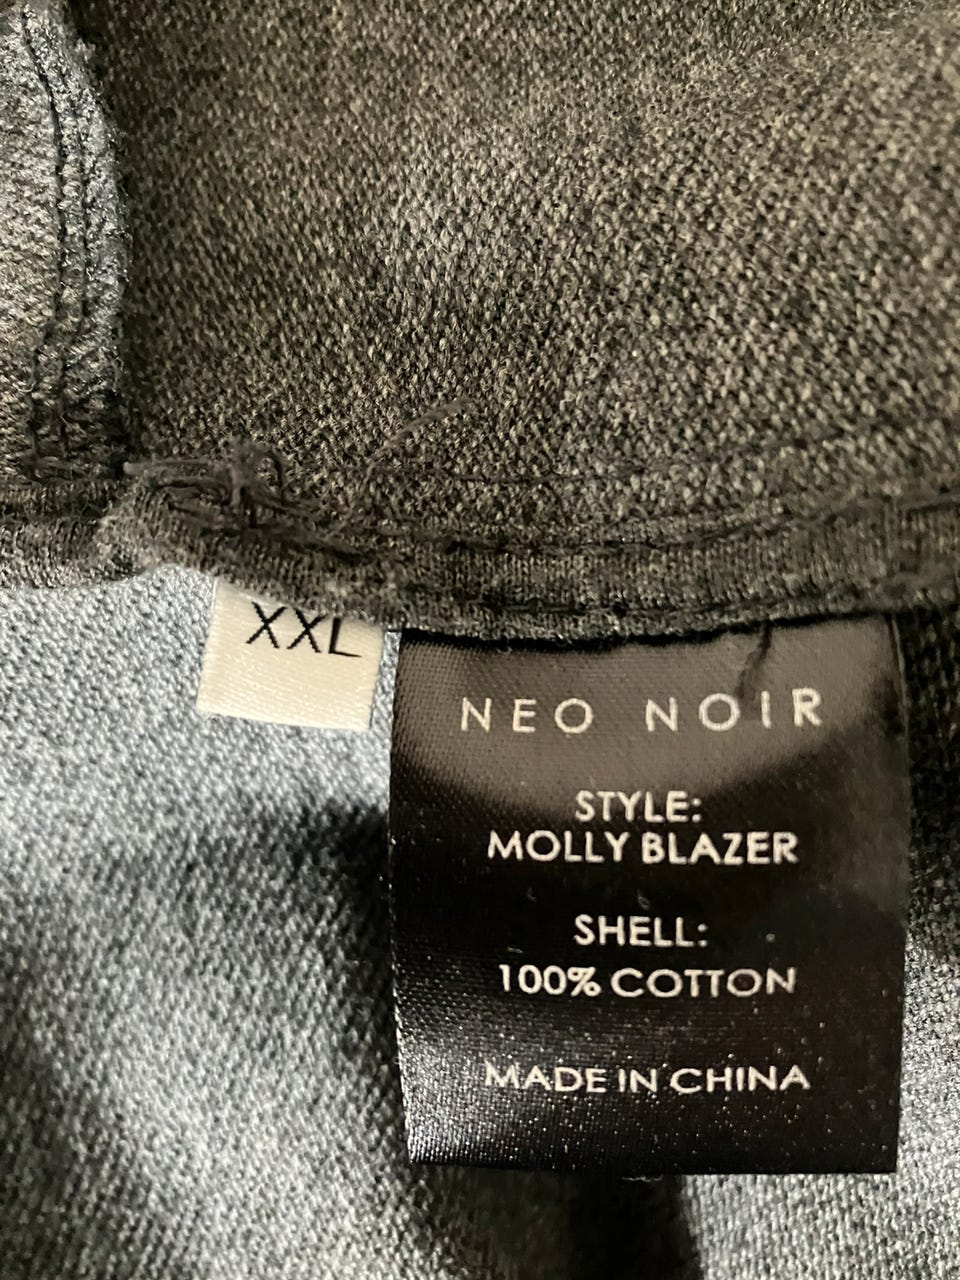 XXL
NEO NOIR
STYLE:
MOLLY BLAZER
SHELL:
100% COTTON
MADE IN CHINA